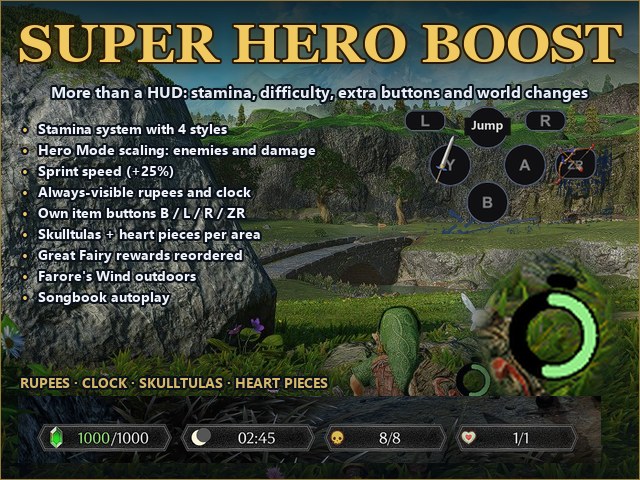 SUPER HERO BOOST
More than a HUD: stamina, difficulty, extra buttons and world changes
• Stamina system with 4 styles
• Hero Mode scaling: enemies and damage
• Sprint speed (+25%)
• Always-visible rupees and clock
• Own item buttons B / L / R / ZR
• Skulltulas + heart pieces per area
• Great Fairy rewards reordered
• Farore's Wind outdoors
• Songbook autoplay
L Jump R
Y A ZR
B
RUPEES · CLOCK · SKULLTULAS · HEART PIECES
1000/1000 02:45 8/8 1/1